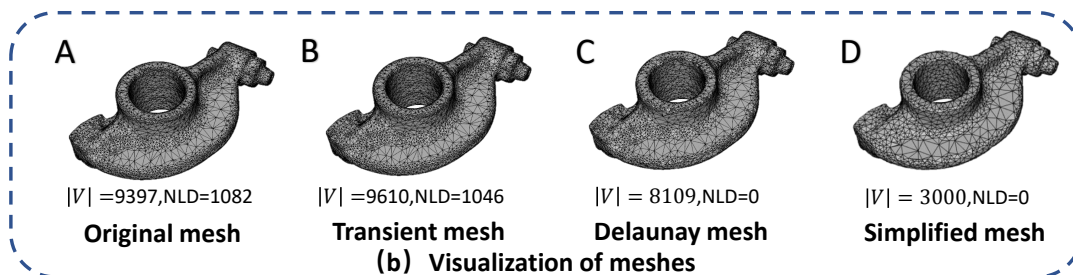 A B C D
|V| =9397,NLD=1082 |V| =9610,NLD=1046 |V| = 8109,NLD=0 |V| = 3000,NLD=0
Original mesh Transient mesh Delaunay mesh Simplified mesh
(b) Visualization of meshes